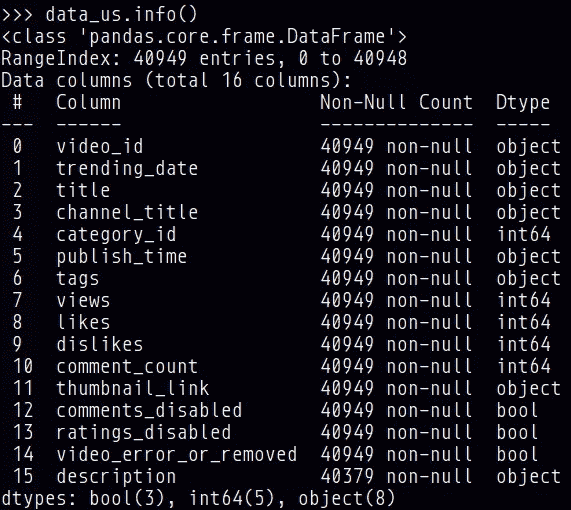 >>> data_us.info()
<class 'pandas.core.frame.DataFrame'>
RangeIndex: 40949 entries, 0 to 40948
Data columns (total 16 columns):
 #   Column                  Non-Null Count  Dtype
---  ------                  --------------  -----
 0   video_id                40949 non-null  object
 1   trending_date           40949 non-null  object
 2   title                   40949 non-null  object
 3   channel_title           40949 non-null  object
 4   category_id             40949 non-null  int64
 5   publish_time            40949 non-null  object
 6   tags                    40949 non-null  object
 7   views                   40949 non-null  int64
 8   likes                   40949 non-null  int64
 9   dislikes                40949 non-null  int64
 10  comment_count           40949 non-null  int64
 11  thumbnail_link          40949 non-null  object
 12  comments_disabled       40949 non-null  bool
 13  ratings_disabled        40949 non-null  bool
 14  video_error_or_removed  40949 non-null  bool
 15  description             40379 non-null  object
dtypes: bool(3), int64(5), object(8)